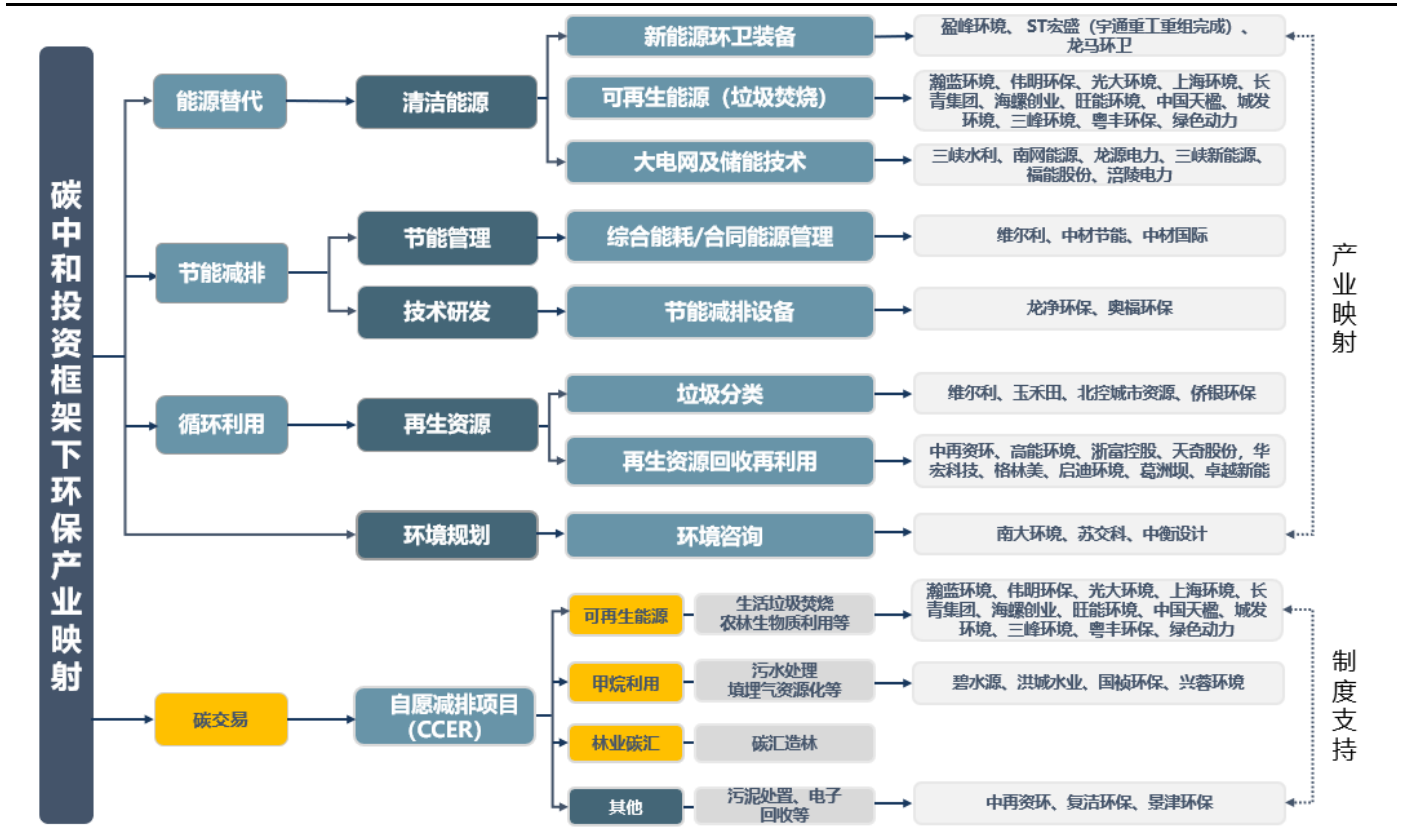 碳中和投资框架下环保产业映射
能源替代
清洁能源
新能源环卫装备
盈峰环境、 ST宏盛（宇通重工重组完成）、
龙马环卫
可再生能源（垃圾焚烧）
瀚蓝环境、伟明环保、光大环境、上海环境、长
青集团、海螺创业、旺能环境、中国天楹、城发
环境、三峰环境、粤丰环保、绿色动力
大电网及储能技术
三峡水利、南网能源、龙源电力、三峡新能源、
福能股份、涪陵电力
节能减排
节能管理
综合能耗/合同能源管理
维尔利、中材节能、中材国际
技术研发
节能减排设备
龙净环保、奥福环保
循环利用
再生资源
垃圾分类
维尔利、玉禾田、北控城市资源、侨银环保
再生资源回收再利用
中再资环、高能环境、浙富控股、天奇股份，华
宏科技、格林美、启迪环境、葛洲坝、卓越新能
环境规划
环境咨询
南大环境、苏交科、中衡设计
产业映射
碳交易
自愿减排项目
(CCER)
可再生能源
生活垃圾焚烧
农林生物质利用等
瀚蓝环境、伟明环保、光大环境、上海环境、长
青集团、海螺创业、旺能环境、中国天楹、城发
环境、三峰环境、粤丰环保、绿色动力
甲烷利用
污水处理
填埋气资源化等
碧水源、洪城水业、国祯环保、兴蓉环境
林业碳汇
碳汇造林
其他
污泥处置、电子
回收等
中再资环、复洁环保、景津环保
制度支持